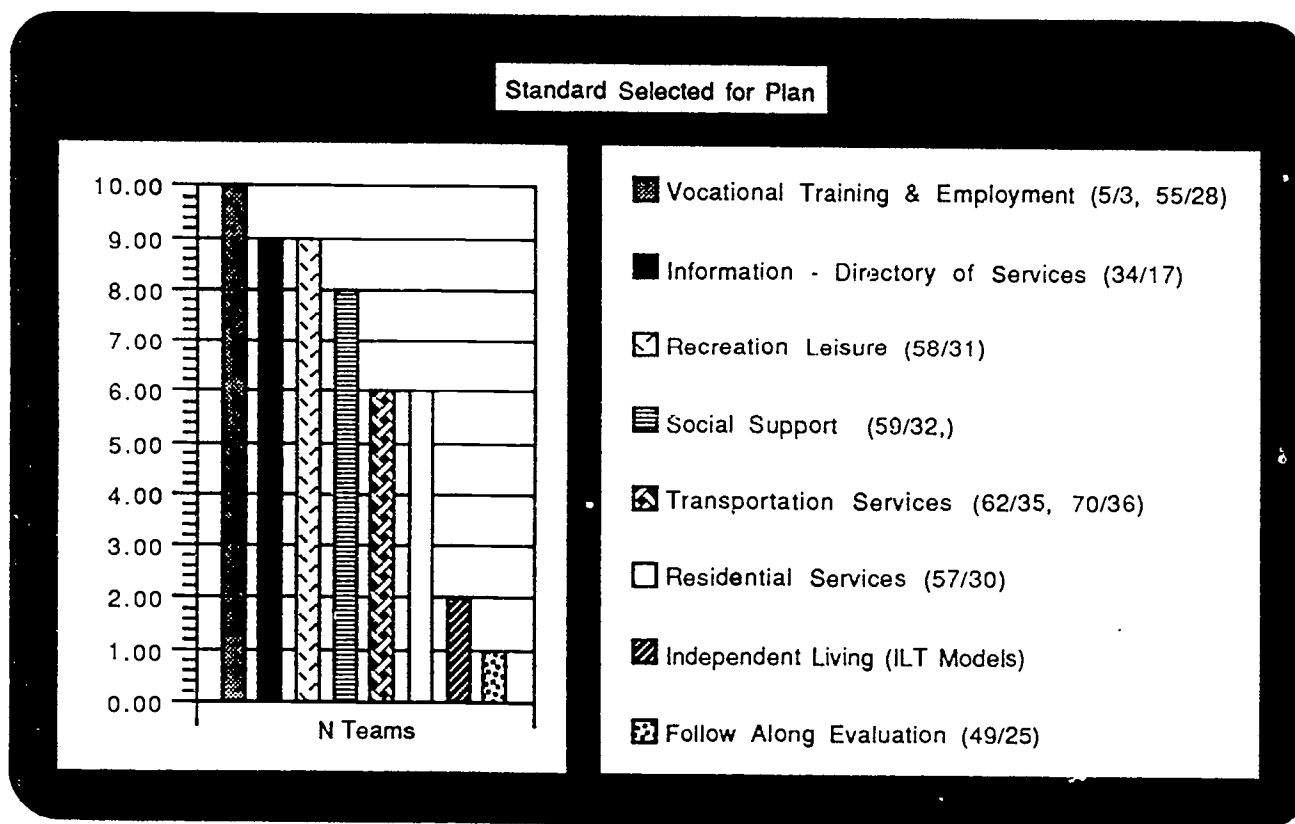 Standard Selected for Plan
10.00
9.00
8.00
7.00
6.00
5.00
4.00
3.00
2.00
1.00
0.00
N Teams
Vocational Training & Employment (5/3, 55/28)
Information - Directory of Services (34/17)
Recreation Leisure (58/31)
Social Support (59/32,)
Transportation Services (62/35, 70/36)
Residential Services (57/30)
Independent Living (ILT Models)
Follow Along Evaluation (49/25)